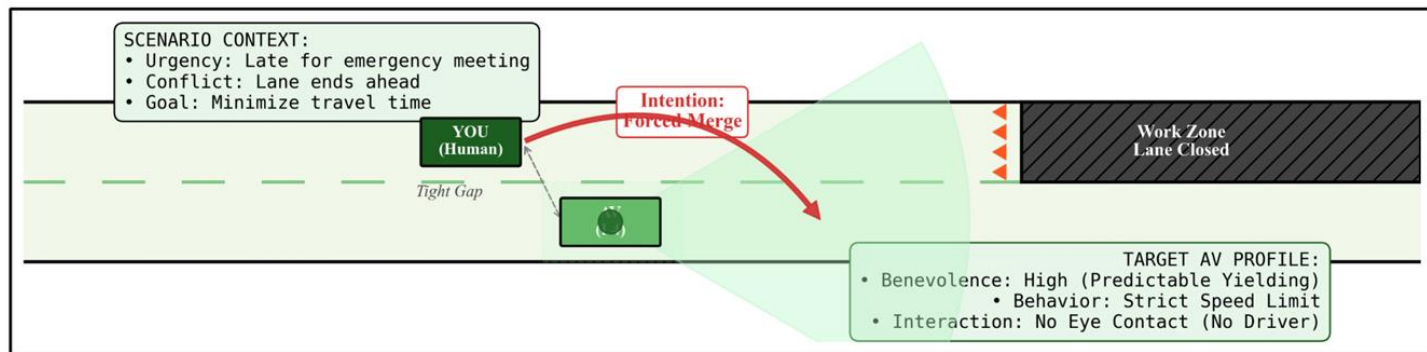 SCENARIO CONTEXT:
• Urgency: Late for emergency meeting
• Conflict: Lane ends ahead
• Goal: Minimize travel time
Intention:
Forced Merge
YOU
(Human)
Work Zone
Lane Closed
Tight Gap
TARGET AV PROFILE:
• Benevolence: High (Predictable Yielding)
• Behavior: Strict Speed Limit
• Interaction: No Eye Contact (No Driver)